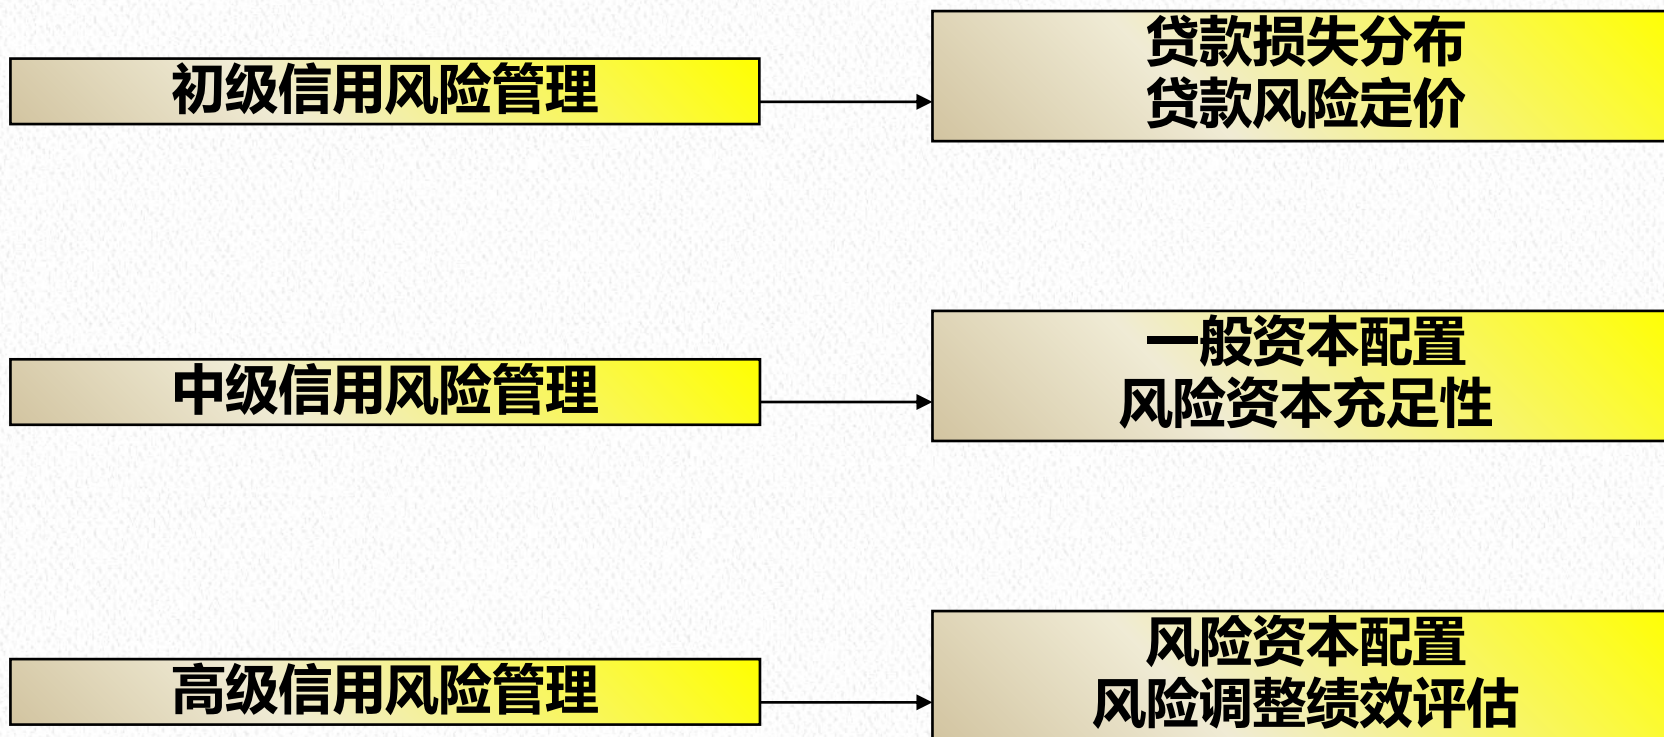 初级信用风险管理
贷款损失分布
贷款风险定价
中级信用风险管理
一般资本配置
风险资本充足性
高级信用风险管理
风险资本配置
风险调整绩效评估